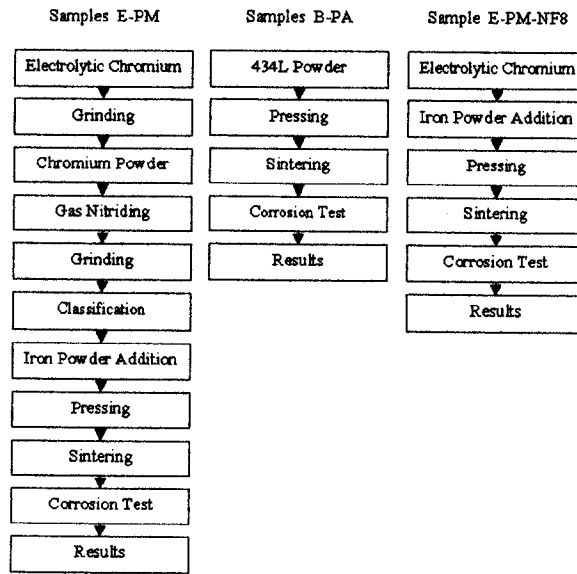 Samples E-PM
Electrolytic Chromium
Grinding
Chromium Powder
Gas Nitriding
Grinding
Classification
Iron Powder Addition
Pressing
Sintering
Corrosion Test
Results
Samples B-PA
434L Powder
Pressing
Sintering
Corrosion Test
Results
Sample E-PM-NF8
Electrolytic Chromium
Iron Powder Addition
Pressing
Sintering
Corrosion Test
Results